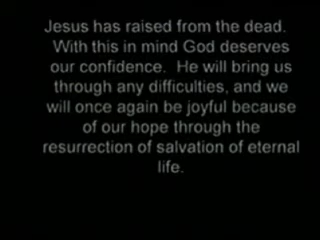 Jesus has raised from the dead.
With this in mind God deserves
our confidence. He will bring us
through any difficulties, and we
will once again be joyful because
of our hope through the
resurrection of salvation of eternal
life.